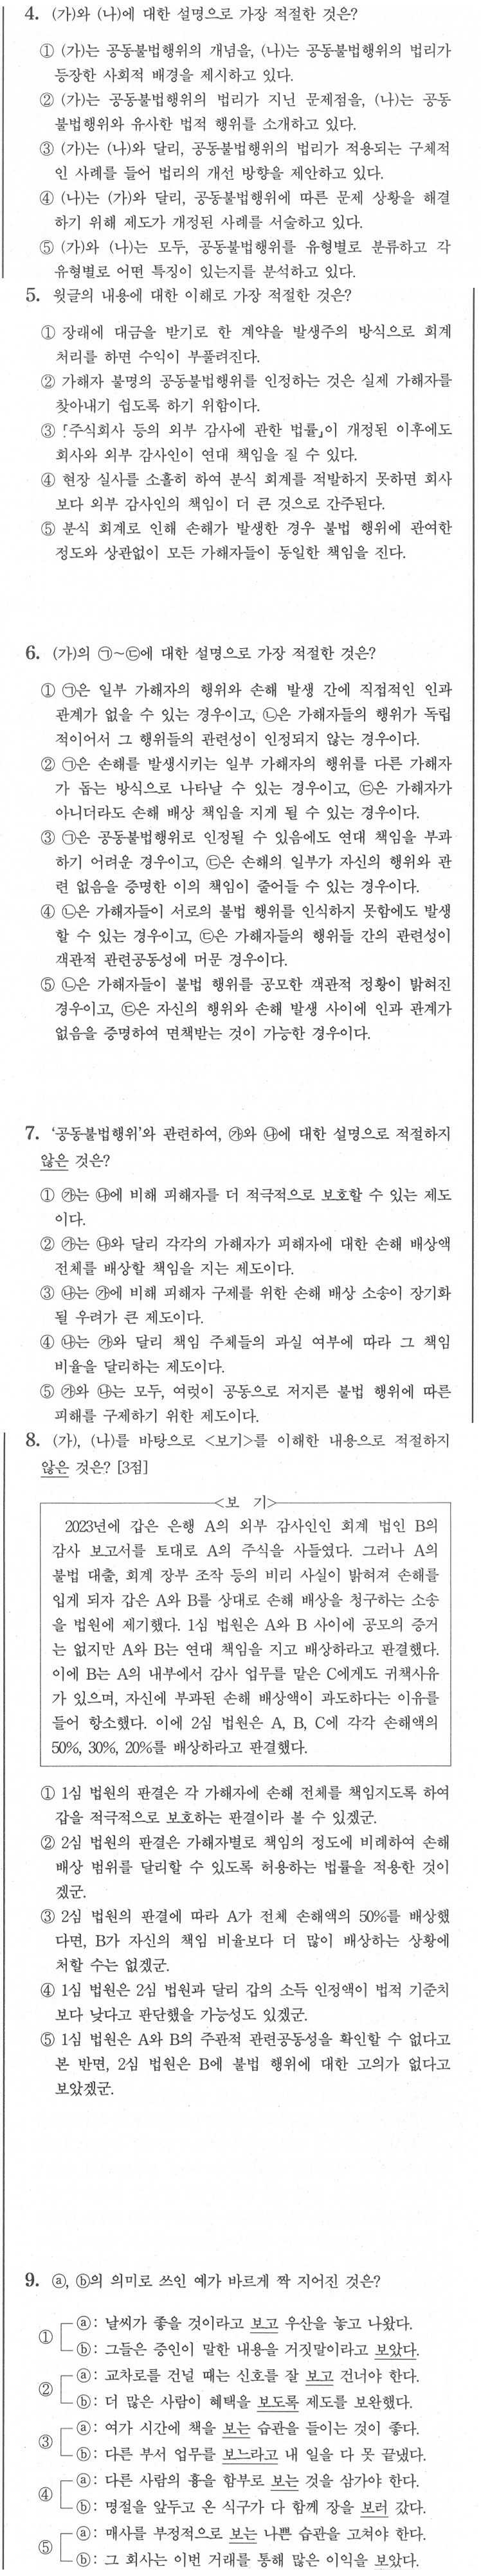 4. (가)와 (나)에 대한 설명으로 가장 적절한 것은?
① (가)는 공동불법행위의 개념을, (나)는 공동불법행위의 법리가
등장한 사회적 배경을 제시하고 있다.
② (가)는 공동불법행위의 법리가 지닌 문제점을, (나)는 공동
불법행위와 유사한 법적 행위를 소개하고 있다.
③ (가)는 (나)와 달리, 공동불법행위의 법리가 적용되는 구체적
인 사례를 들어 법리의 개선 방향을 제안하고 있다.
④ (나)는 (가)와 달리, 공동불법행위에 따른 문제 상황을 해결
하기 위해 제도가 개정된 사례를 서술하고 있다.
⑤ (가)와 (나)는 모두, 공동불법행위를 유형별로 분류하고 각
유형별로 어떤 특징이 있는지를 분석하고 있다.
5. 윗글의 내용에 대한 이해로 가장 적절한 것은?
① 장래에 대금을 받기로 한 계약을 발생주의 방식으로 회계
처리를 하면 수익이 부풀려진다.
② 가해자 불명의 공동불법행위를 인정하는 것은 실제 가해자를
찾아내기 쉽도록 하기 위함이다.
③ 「주식회사 등의 외부 감사에 관한 법률」이 개정된 이후에도
회사와 외부 감사인이 연대 책임을 질 수 있다.
④ 현장 실사를 소홀히 하여 분식 회계를 적발하지 못하면 회사
보다 외부 감사인의 책임이 더 큰 것으로 간주된다.
⑤ 분식 회계로 인해 손해가 발생한 경우 불법 행위에 관여한
정도와 상관없이 모든 가해자들이 동일한 책임을 진다.
6. (가)의 ㉠~㉢에 대한 설명으로 가장 적절한 것은?
① ㉠은 일부 가해자의 행위와 손해 발생 간에 직접적인 인과
관계가 없을 수 있는 경우이고, ㉡은 가해자들의 행위가 독립
적이어서 그 행위들의 관련성이 인정되지 않는 경우이다.
② ㉠은 손해를 발생시키는 일부 가해자의 행위를 다른 가해자
가 돕는 방식으로 나타날 수 있는 경우이고, ㉢은 가해자가
아니더라도 손해 배상 책임을 지게 될 수 있는 경우이다.
③ ㉠은 공동불법행위로 인정될 수 있음에도 연대 책임을 부과
하기 어려운 경우이고, ㉢은 손해의 일부가 자신의 행위와 관
련 없음을 증명한 이의 책임이 줄어들 수 있는 경우이다.
④ ㉡은 가해자들이 서로의 불법 행위를 인식하지 못함에도 발생
할 수 있는 경우이고, ㉢은 가해자들의 행위들 간의 관련성이
객관적 관련공동성에 머문 경우이다.
⑤ ㉡은 가해자들이 불법 행위를 공모한 객관적 정황이 밝혀진
경우이고, ㉢은 자신의 행위와 손해 발생 사이에 인과 관계가
없음을 증명하여 면책받는 것이 가능한 경우이다.
7. '공동불법행위'와 관련하여, ㉮와 ㉯에 대한 설명으로 적절하지
않은 것은?
① ㉮는 ㉯에 비해 피해자를 더 적극적으로 보호할 수 있는 제도
이다.
② ㉮는 ㉯와 달리 각각의 가해자가 피해자에 대한 손해 배상액
전체를 배상할 책임을 지는 제도이다.
③ ㉯는 ㉮에 비해 피해자 구제를 위한 손해 배상 소송이 장기화
될 우려가 큰 제도이다.
④ ㉯는 ㉮와 달리 책임 주체들의 과실 여부에 따라 그 책임
비율을 달리하는 제도이다.
⑤ ㉮와 ㉯는 모두, 여럿이 공동으로 저지른 불법 행위에 따른
피해를 구제하기 위한 제도이다.
8. (가), (나)를 바탕으로 <보기>를 이해한 내용으로 적절하지
않은 것은? [3점]
<보 기>
2023년에 갑은 은행 A의 외부 감사인인 회계 법인 B의
감사 보고서를 토대로 A의 주식을 사들였다. 그러나 A의
불법 대출, 회계 장부 조작 등의 비리 사실이 밝혀져 손해를
입게 되자 갑은 A와 B를 상대로 손해 배상을 청구하는 소송
을 법원에 제기했다. 1심 법원은 A와 B 사이에 공모의 증거
는 없지만 A와 B는 연대 책임을 지고 배상하라고 판결했다.
이에 B는 A의 내부에서 감사 업무를 맡은 C에게도 귀책사유
가 있으며, 자신에 부과된 손해 배상액이 과도하다는 이유를
들어 항소했다. 이에 2심 법원은 A, B, C에 각각 손해액의
50%, 30%, 20%를 배상하라고 판결했다.
① 1심 법원의 판결은 각 가해자에 손해 전체를 책임지도록 하여
갑을 적극적으로 보호하는 판결이라 볼 수 있겠군.
② 2심 법원의 판결은 가해자별로 책임의 정도에 비례하여 손해
배상 범위를 달리할 수 있도록 허용하는 법률을 적용한 것이
겠군.
③ 2심 법원의 판결에 따라 A가 전체 손해액의 50%를 배상했
다면, B가 자신의 책임 비율보다 더 많이 배상하는 상황에
처할 수는 없겠군.
④ 1심 법원은 2심 법원과 달리 갑의 소득 인정액이 법적 기준치
보다 낮다고 판단했을 가능성도 있겠군.
⑤ 1심 법원은 A와 B의 주관적 관련공동성을 확인할 수 없다고
본 반면, 2심 법원은 B에 불법 행위에 대한 고의가 없다고
보았겠군.
9. ⓐ, ⓑ의 의미로 쓰인 예가 바르게 짝 지어진 것은?
① ⓐ: 날씨가 좋을 것이라고 보고 우산을 놓고 나왔다.
ⓑ: 그들은 증인이 말한 내용을 거짓말이라고 보았다.
② ⓐ: 교차로를 건널 때는 신호를 잘 보고 건너야 한다.
ⓑ: 더 많은 사람이 혜택을 보도록 제도를 보완했다.
③ ⓐ: 여가 시간에 책을 보는 습관을 들이는 것이 좋다.
ⓑ: 다른 부서 업무를 보느라고 내 일을 다 못 끝냈다.
④ ⓐ: 다른 사람의 흉을 함부로 보는 것을 삼가야 한다.
ⓑ: 명절을 앞두고 온 식구가 다 함께 장을 보러 갔다.
⑤ ⓐ: 매사를 부정적으로 보는 나쁜 습관을 고쳐야 한다.
ⓑ: 그 회사는 이번 거래를 통해 많은 이익을 보았다.